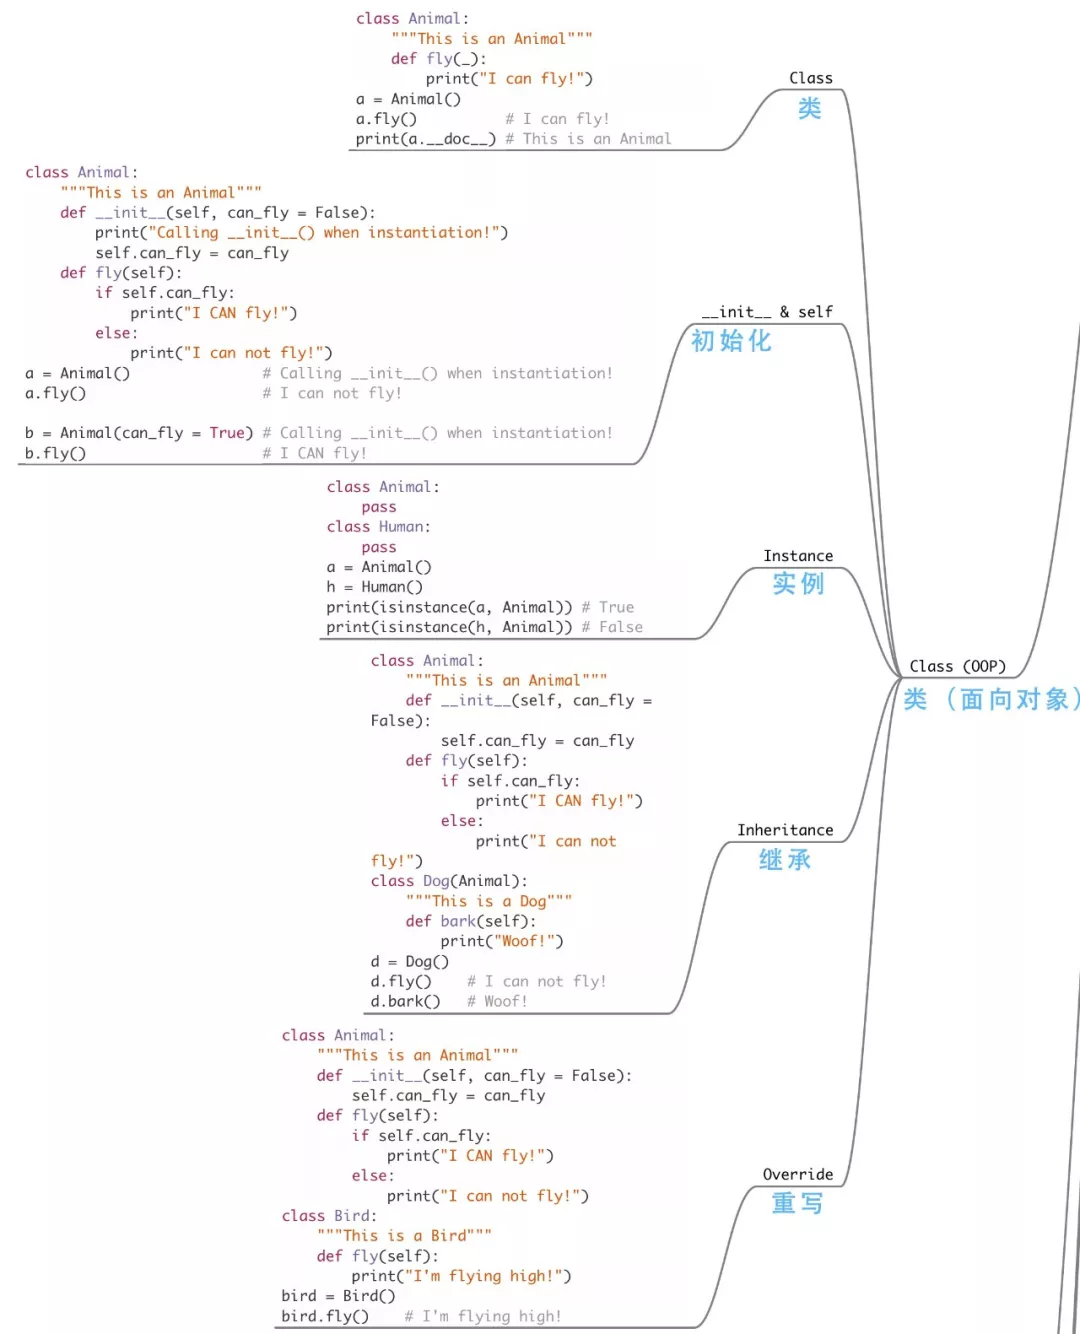 class Animal:
    """This is an Animal"""
    def fly(_):
        print("I can fly!")
a = Animal()
a.fly()          # I can fly!
print(a.__doc__) # This is an Animal
Class
类
class Animal:
    """This is an Animal"""
    def __init__(self, can_fly = False):
        print("Calling __init__() when instantiation!")
        self.can_fly = can_fly
    def fly(self):
        if self.can_fly:
            print("I CAN fly!")
        else:
            print("I can not fly!")
a = Animal()               # Calling __init__() when instantiation!
a.fly()                    # I can not fly!
b = Animal(can_fly = True) # Calling __init__() when instantiation!
b.fly()                    # I CAN fly!
__init__ & self
初始化
class Animal:
    pass
class Human:
    pass
a = Animal()
h = Human()
print(isinstance(a, Animal)) # True
print(isinstance(h, Animal)) # False
Instance
实例
Class (OOP)
类（面向对象）
class Animal:
    """This is an Animal"""
    def __init__(self, can_fly =
False):
        self.can_fly = can_fly
    def fly(self):
        if self.can_fly:
            print("I CAN fly!")
        else:
            print("I can not
fly!")
class Dog(Animal):
    """This is a Dog"""
    def bark(self):
        print("Woof!")
d = Dog()
d.fly()    # I can not fly!
d.bark()   # Woof!
Inheritance
继承
class Animal:
    """This is an Animal"""
    def __init__(self, can_fly = False):
        self.can_fly = can_fly
    def fly(self):
        if self.can_fly:
            print("I CAN fly!")
        else:
            print("I can not fly!")
class Bird:
    """This is a Bird"""
    def fly(self):
        print("I'm flying high!")
bird = Bird()
bird.fly()    # I'm flying high!
Override
重写